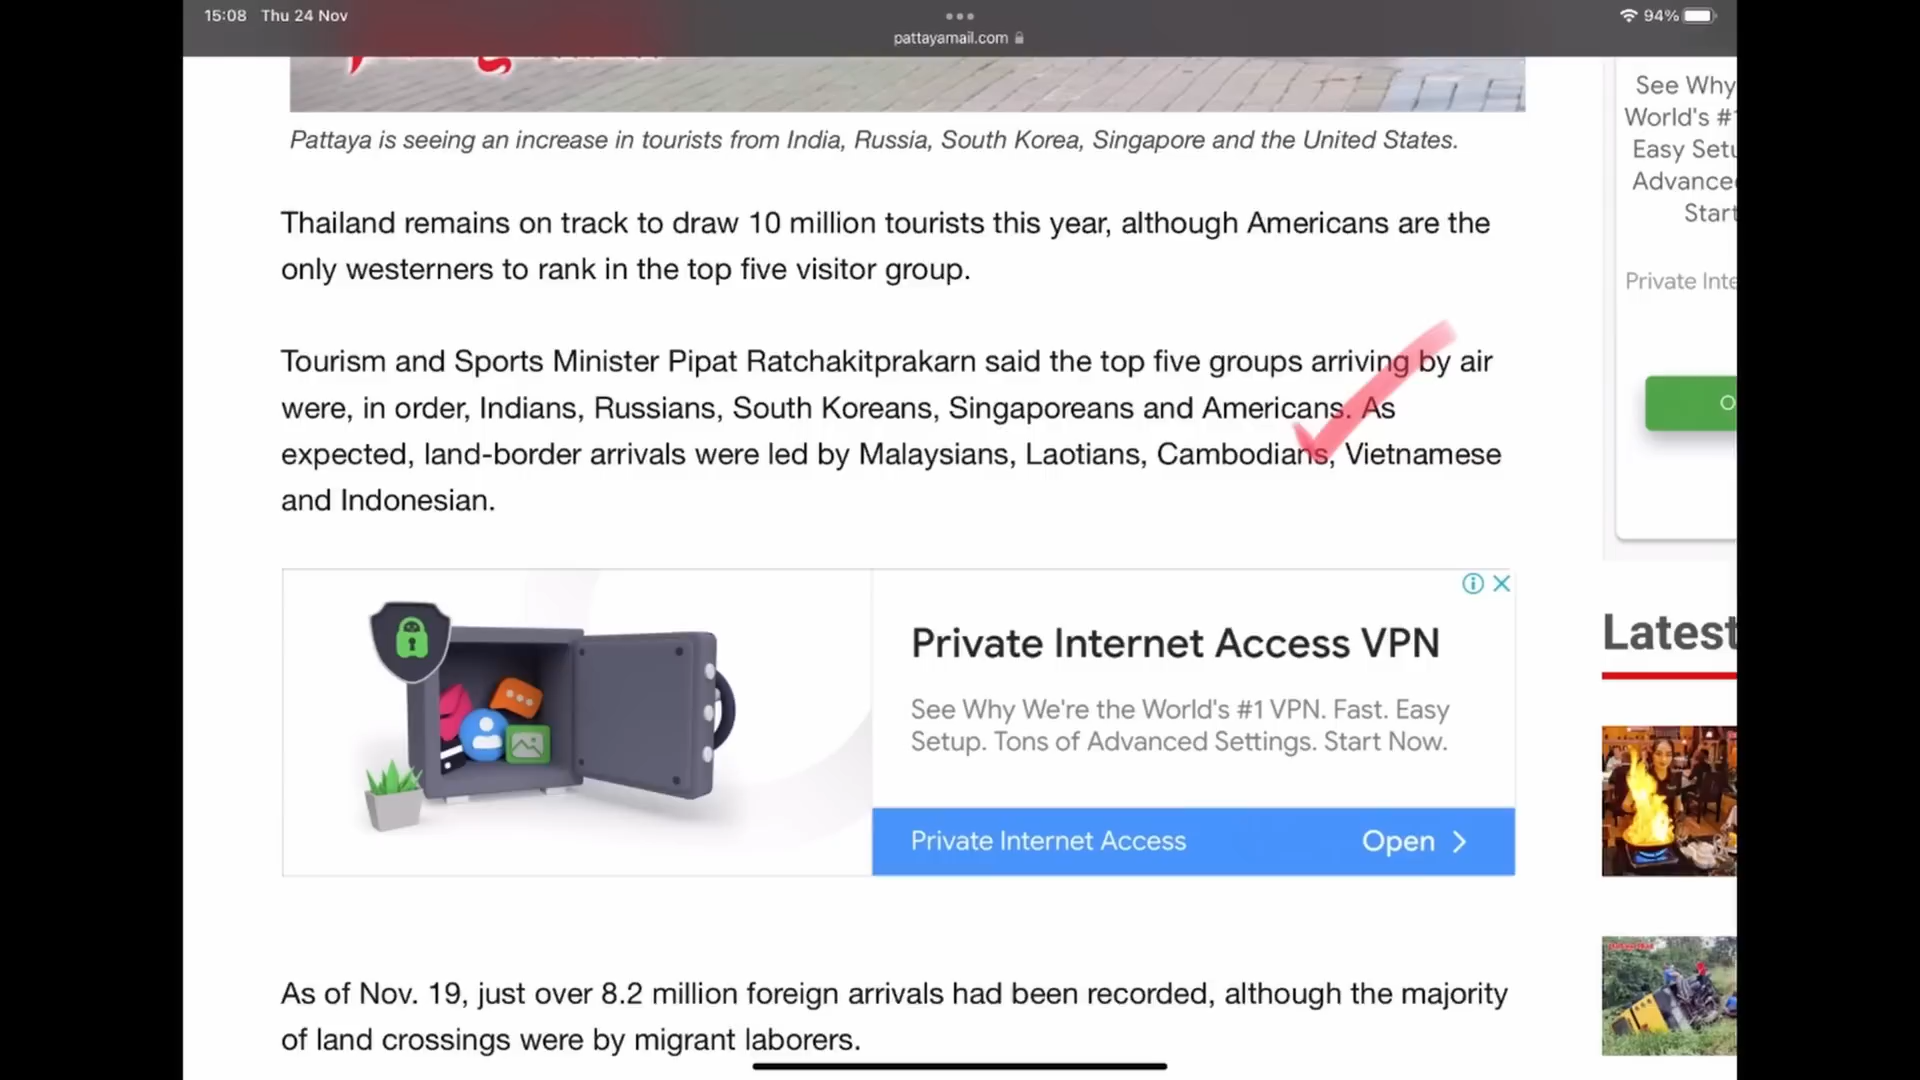 15:08 Thu 24 Nov
94%
pattayamail.com
Pattaya is seeing an increase in tourists from India, Russia, South Korea, Singapore and the United States.
Thailand remains on track to draw 10 million tourists this year, although Americans are the
only westerners to rank in the top five visitor group.
Tourism and Sports Minister Pipat Ratchakitprakarn said the top five groups arriving by air
were, in order, Indians, Russians, South Koreans, Singaporeans and Americans. As
expected, land-border arrivals were led by Malaysians, Laotians, Cambodians, Vietnamese
and Indonesian.
Private Internet Access VPN
See Why We're the World's #1 VPN. Fast. Easy
Setup. Tons of Advanced Settings. Start Now.
Private Internet Access Open
As of Nov. 19, just over 8.2 million foreign arrivals had been recorded, although the majority
of land crossings were by migrant laborers.
See Why
World's #1
Easy Setu
Advance
Start
Private Inte
O
Latest